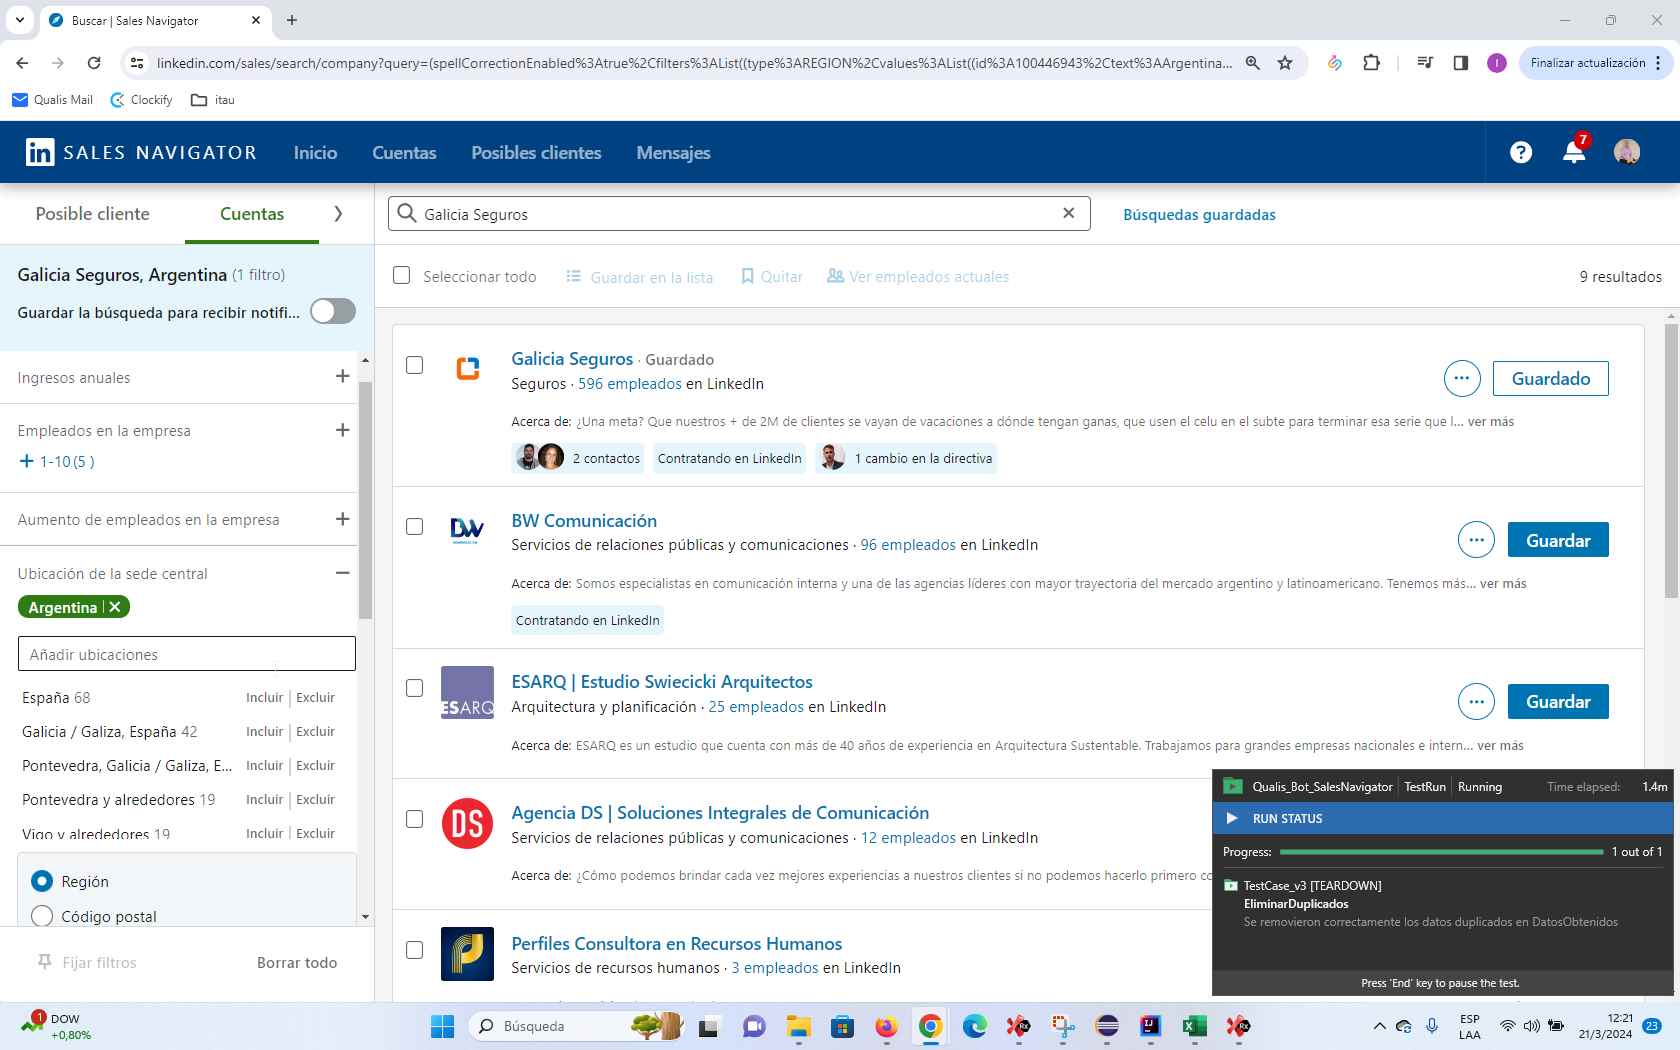 Buscar | Sales Navigator
linkedin.com/sales/search/company?query=(spellCorrectionEnabled%3Atrue%2Cfilters%3AList((type%3AREGION%2Cvalues%3AList((id%3A100446943%2Ctext%3AArgentina...
I
Finalizar actualización
Qualis Mail
Clockify
itau
in SALES NAVIGATOR
Inicio
Cuentas
Posibles clientes
Mensajes
?
7
Posible cliente
Cuentas
Galicia Seguros
Búsquedas guardadas
Galicia Seguros, Argentina (1 filtro)
Guardar la búsqueda para recibir notifi...
Seleccionar todo
Guardar en la lista
Quitar
Ver empleados actuales
9 resultados
Ingresos anuales
Empleados en la empresa
+ 1-10 (5 )
Aumento de empleados en la empresa
Ubicación de la sede central
Argentina
Añadir ubicaciones
España 68 Incluir | Excluir
Galicia / Galiza, España 42 Incluir | Excluir
Pontevedra, Galicia / Galiza, E... Incluir | Excluir
Pontevedra y alrededores 19 Incluir | Excluir
Vigo y alrededores 19 Incluir | Excluir
Región
Código postal
Fijar filtros
Borrar todo
Galicia Seguros · Guardado
Seguros · 596 empleados en LinkedIn
Guardado
Acerca de: ¿Una meta? Que nuestros + de 2M de clientes se vayan de vacaciones a dónde tengan ganas, que usen el celu en el subte para terminar esa serie que l... ver más
2 contactos
Contratando en LinkedIn
1 cambio en la directiva
BW Comunicación
Servicios de relaciones públicas y comunicaciones · 96 empleados en LinkedIn
Guardar
Acerca de: Somos especialistas en comunicación interna y una de las agencias líderes con mayor trayectoria del mercado argentino y latinoamericano. Tenemos más... ver más
Contratando en LinkedIn
ESARQ
ESARQ | Estudio Swiecicki Arquitectos
Arquitectura y planificación · 25 empleados en LinkedIn
Guardar
Acerca de: ESARQ es un estudio que cuenta con más de 40 años de experiencia en Arquitectura Sustentable. Trabajamos para grandes empresas nacionales e intern... ver más
DS
Agencia DS | Soluciones Integrales de Comunicación
Servicios de relaciones públicas y comunicaciones · 12 empleados en LinkedIn
Acerca de: ¿Cómo podemos brindar cada vez mejores experiencias a nuestros clientes si no podemos hacerlo primero co
Perfiles Consultora en Recursos Humanos
Servicios de recursos humanos · 3 empleados en LinkedIn
Qualis_Bot_SalesNavigator | TestRun | Running Time elapsed: 1.4m
RUN STATUS
Progress: 1 out of 1
TestCase_v3 [TEARDOWN]
EliminarDuplicados
Se removieron correctamente los datos duplicados en DatosObtenidos
Press 'End' key to pause the test.
1
DOW
+0,80%
Búsqueda
ESP
LAA
12:21
21/3/2024
23